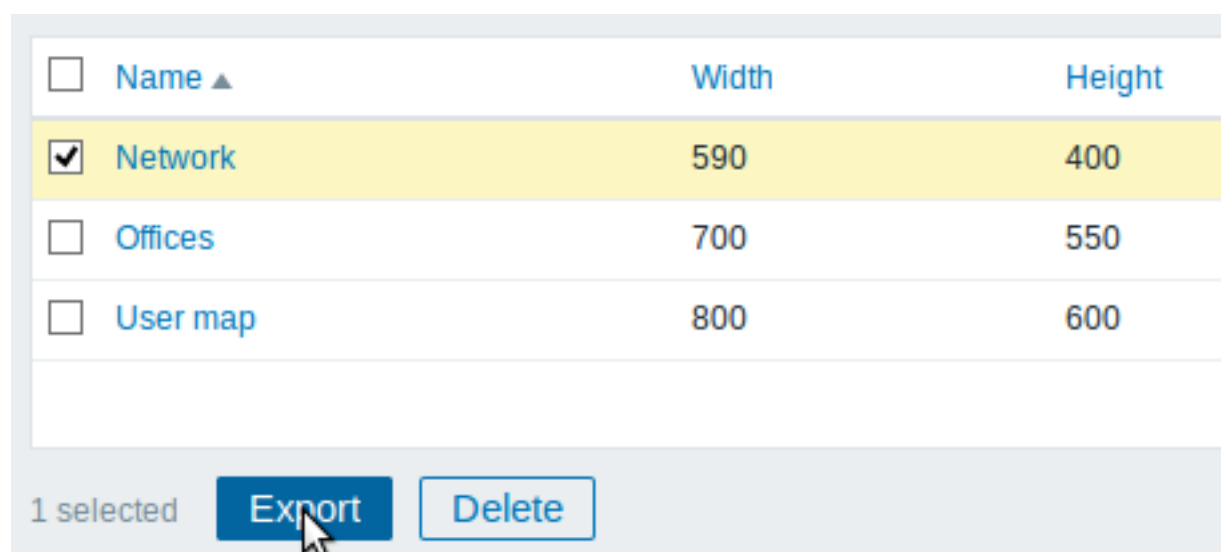 Name ▲ Width Height
Network 590 400
Offices 700 550
User map 800 600
1 selected Export Delete